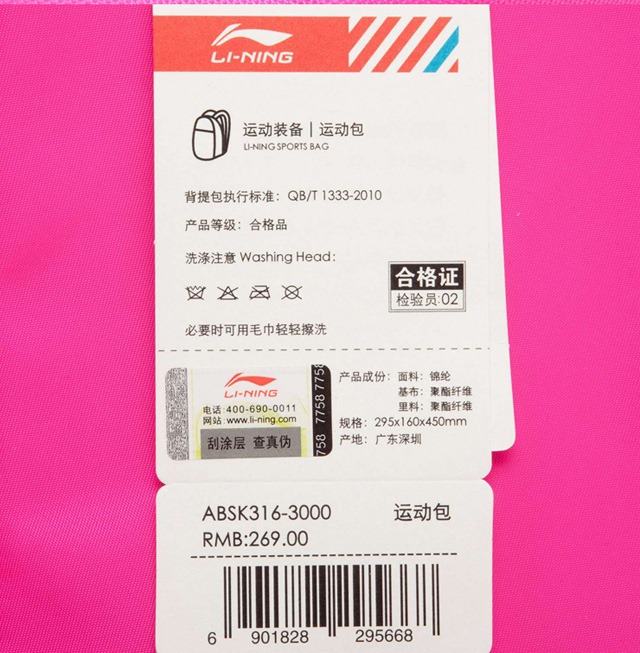 LI-NING
运动装备 | 运动包
LI-NING SPORTS BAG
背提包执行标准：QB/T 1333-2010
产品等级：合格品
洗涤注意 Washing Head:
合格证
检验员:02
必要时可用毛巾轻轻擦洗
LI-NING
电话:400-690-0011
网站:www.li-ning.com
刮涂层 查真伪
7758 7758 7758
产品成份：面料：锦纶
基布：聚酯纤维
里料：聚酯纤维
规格：295x160x450mm
产地：广东深圳
ABSK316-3000 运动包
RMB:269.00
6 901828 295668